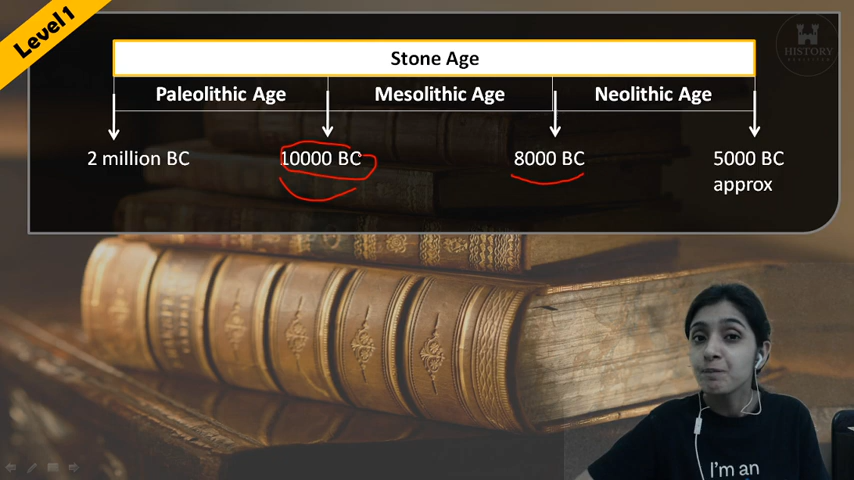 Level 1
Stone Age
Paleolithic Age
Mesolithic Age
Neolithic Age
2 million BC
10000 BC
8000 BC
5000 BC
approx
HISTORY
I'm an